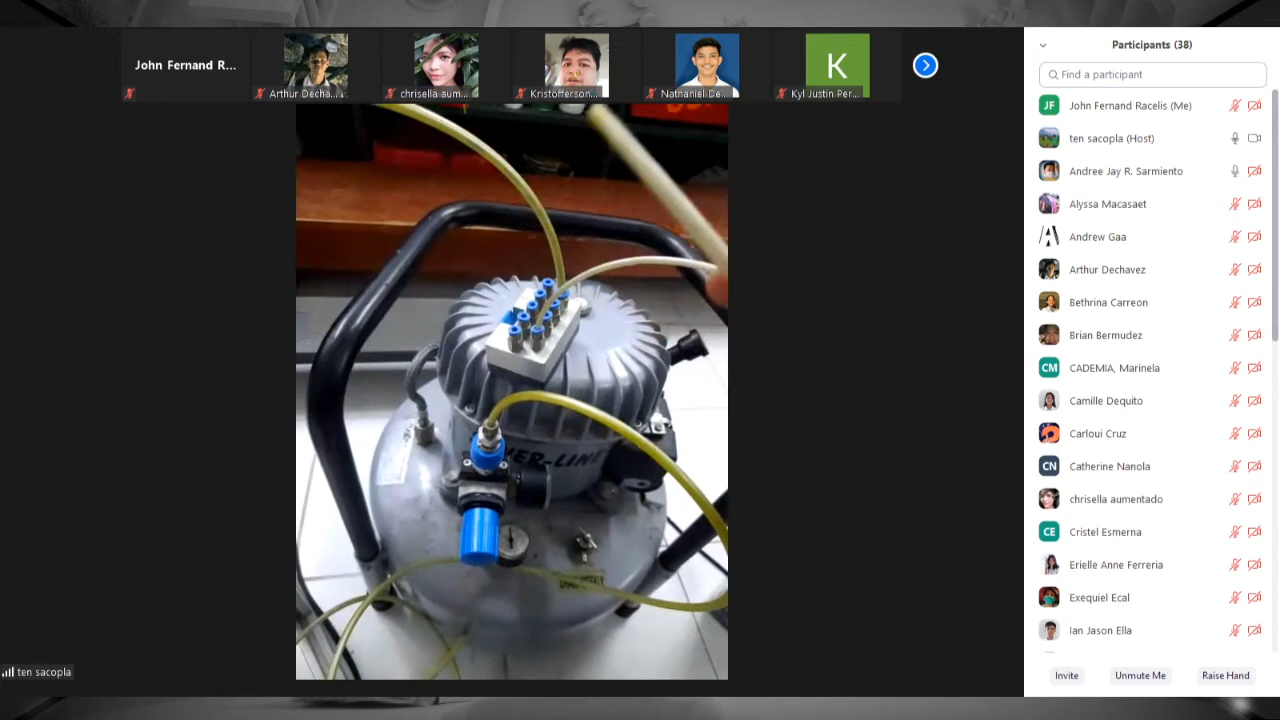 John Fernand R...
Arthur Decha...
chrisella aum...
Kristofferson...
Nathaniel De...
K
Kyl Justin Per...
ten sacopla
Participants (38)
Find a participant
JF John Fernand Racelis (Me)
ten sacopla (Host)
Andree Jay R. Sarmiento
Alyssa Macasaet
Andrew Gaa
Arthur Dechavez
Bethrina Carreon
Brian Bermudez
CM CADEMIA, Marinela
Camille Dequito
Carloui Cruz
CN Catherine Nanola
chrisella aumentado
CE Cristel Esmerna
Erielle Anne Ferreria
Exequiel Ecal
Ian Jason Ella
Invite Unmute Me Raise Hand